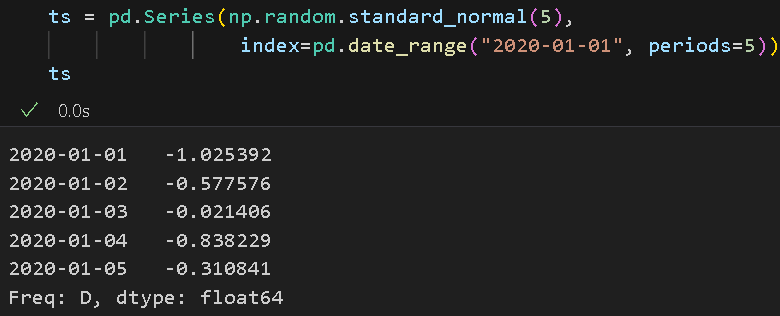 ts = pd.Series(np.random.standard_normal(5),
index=pd.date_range("2020-01-01", periods=5))
ts
0.0s
2020-01-01   -1.025392
2020-01-02   -0.577576
2020-01-03   -0.021406
2020-01-04   -0.838229
2020-01-05   -0.310841
Freq: D, dtype: float64